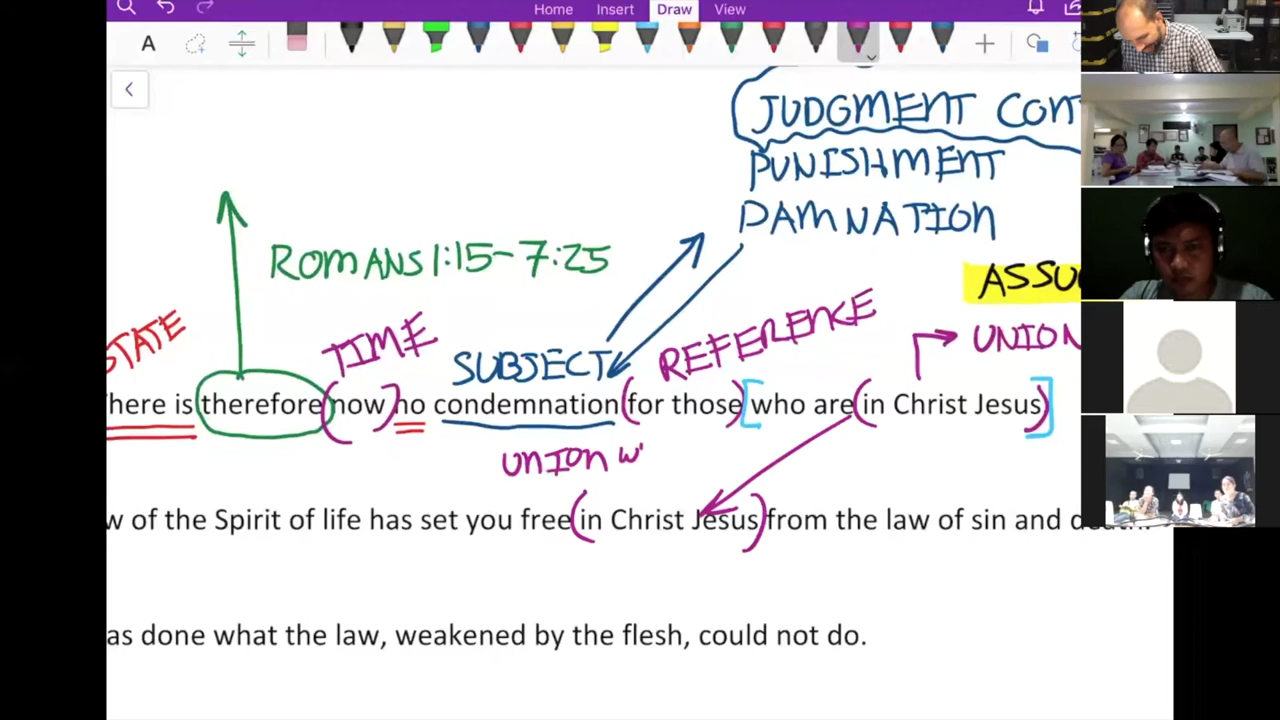 Home Insert Draw View
A
JUDGMENT CON
PUNISHMENT
DAMNATION
ROMANS 1:15-7:25
ASSU
STATE
TIME
SUBJECT
REFERENCE
UNION
here is therefore now no condemnation for those who are in Christ Jesus
UNION w'
w of the Spirit of life has set you free in Christ Jesus from the law of sin and death.
as done what the law, weakened by the flesh, could not do.